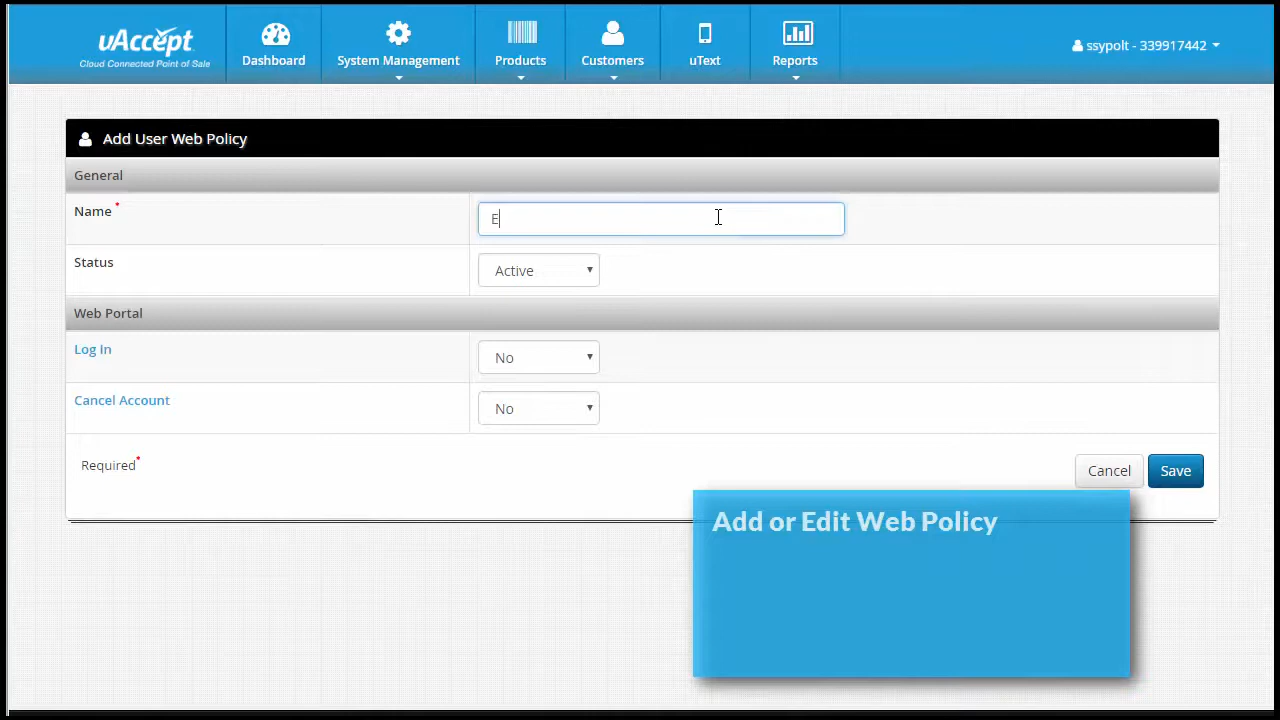 uAccept
Cloud Connected Point of Sale
Dashboard
System Management
Products
Customers
uText
Reports
ssypolt - 339917442
Add User Web Policy
General
Name *
E
Status
Active
Web Portal
Log In
No
Cancel Account
No
Required*
Cancel
Save
Add or Edit Web Policy